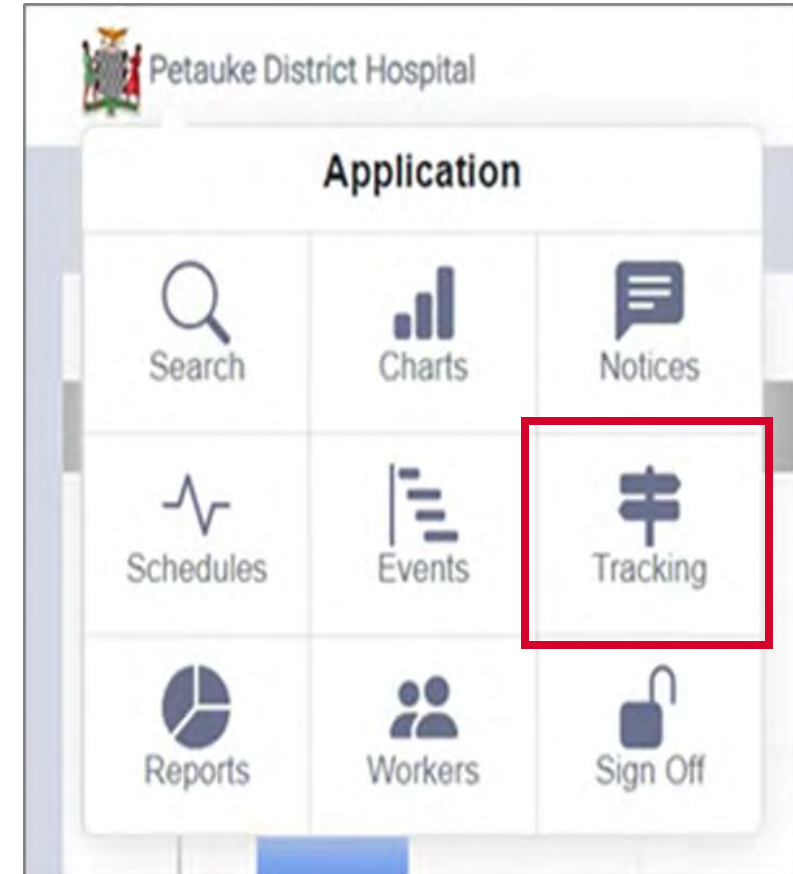 Petauke District Hospital
Application
Search Charts Notices
Schedules Events Tracking
Reports Workers Sign Off